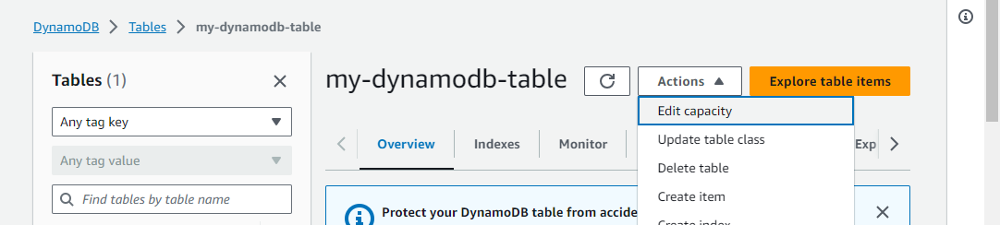 DynamoDB > Tables > my-dynamodb-table
Tables (1)
Any tag key
Any tag value
Find tables by table name
my-dynamodb-table
Actions
Explore table items
Edit capacity
Update table class
Delete table
Create item
Create index
Overview
Indexes
Monitor
Exp
Protect your DynamoDB table from accide